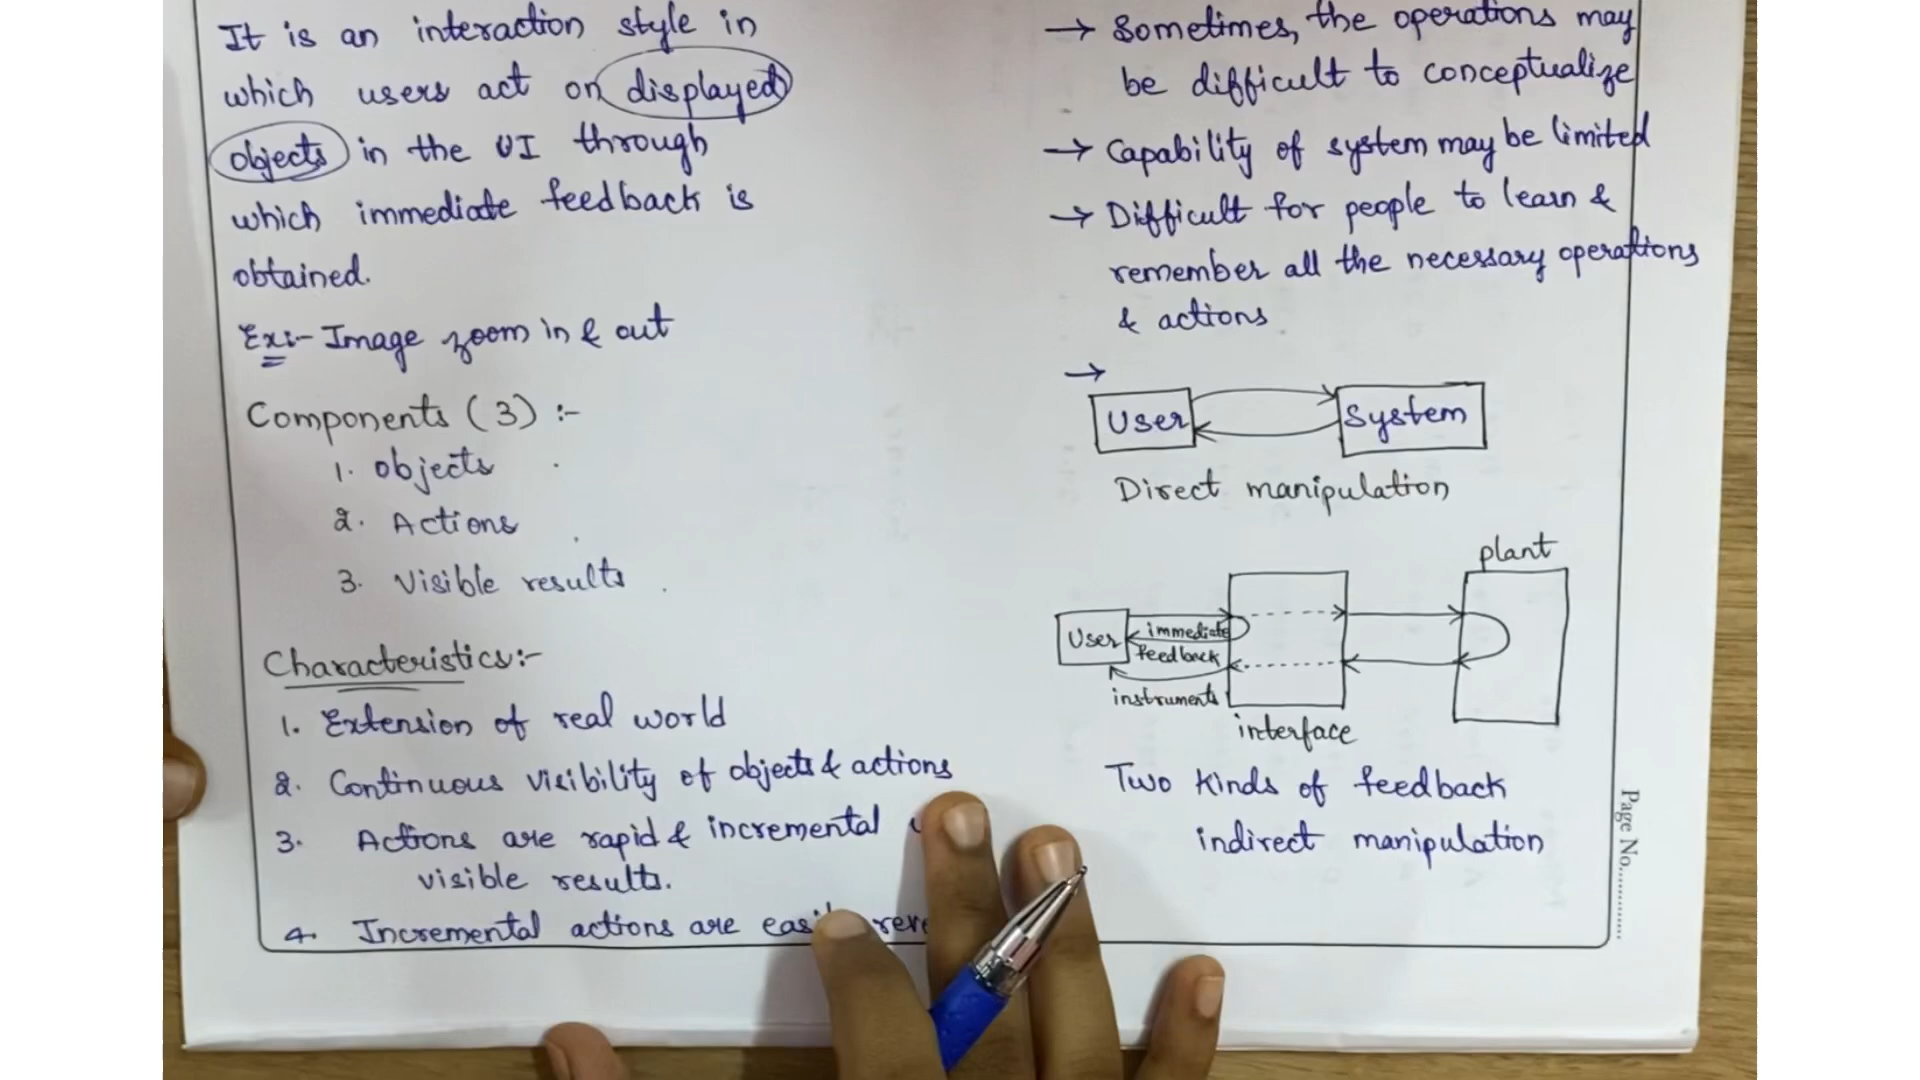 It is an interaction style in
which users act on displayed
objects in the UI through
which immediate feedback is
obtained.
Ex:- Image zoom in & out
Components (3) :-
1. objects
2. Actions
3. Visible results
Characteristics:-
1. Extension of real world
2. Continuous visibility of objects & actions
3. Actions are rapid & incremental
visible results.
4. Incremental actions are
→ Sometimes, the operations may
be difficult to conceptualize
→ Capability of system may be limited
→ Difficult for people to learn &
remember all the necessary operations
& actions
→
User System
Direct manipulation
plant
User immediate
feedback
instruments
interface
Two kinds of feedback
indirect manipulation
Page No.............